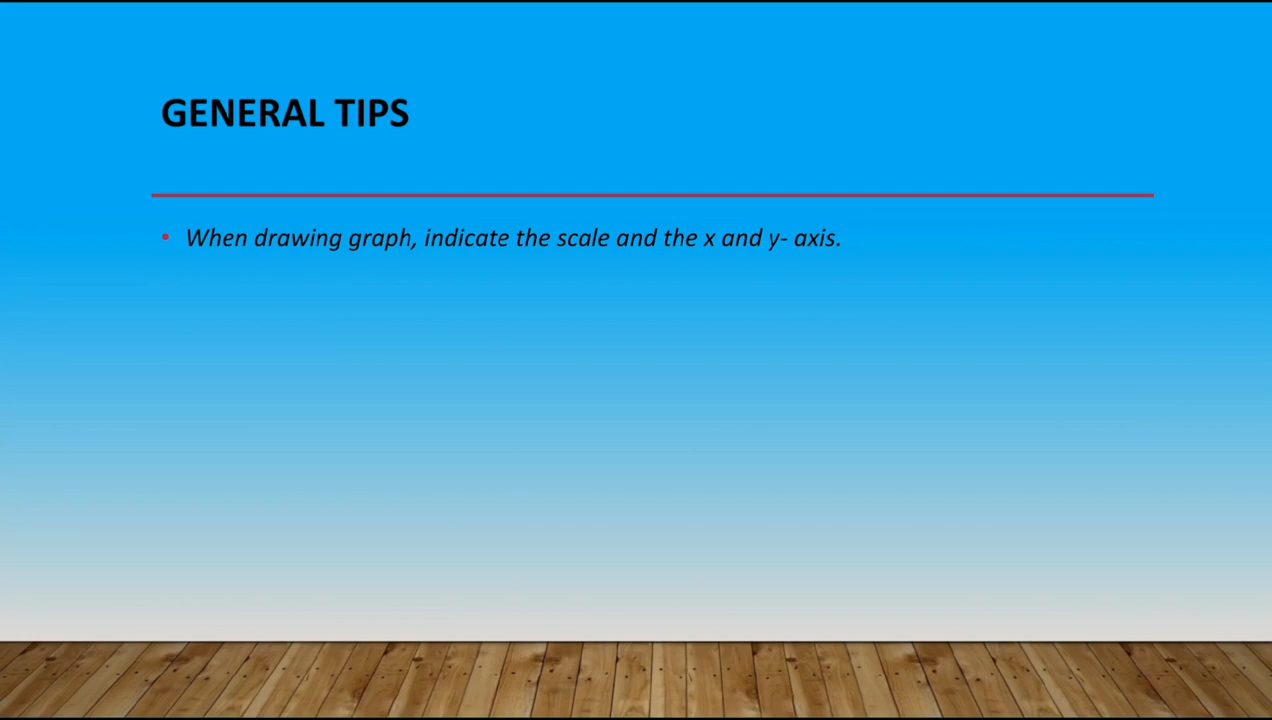 GENERAL TIPS
• When drawing graph, indicate the scale and the x and y- axis.